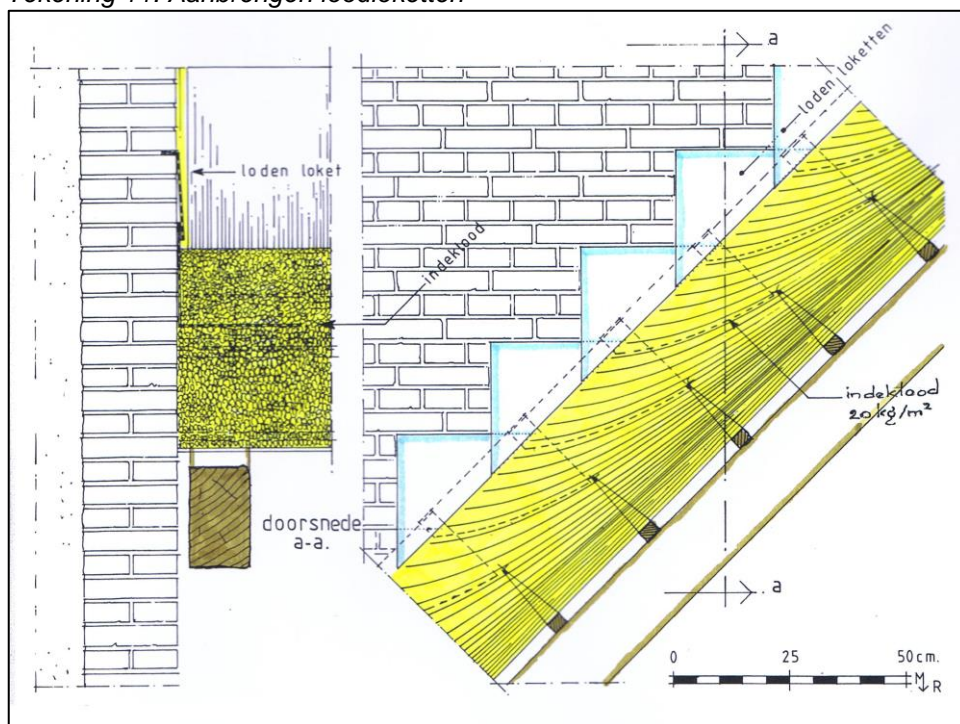 Tekening 11: Aanbrengen loodloketten
a
loden loketten
loden loket
indeklood
indeklood
20 kg/m²
doorsnede
a-a.
a
0 25 50 cm.
M
R